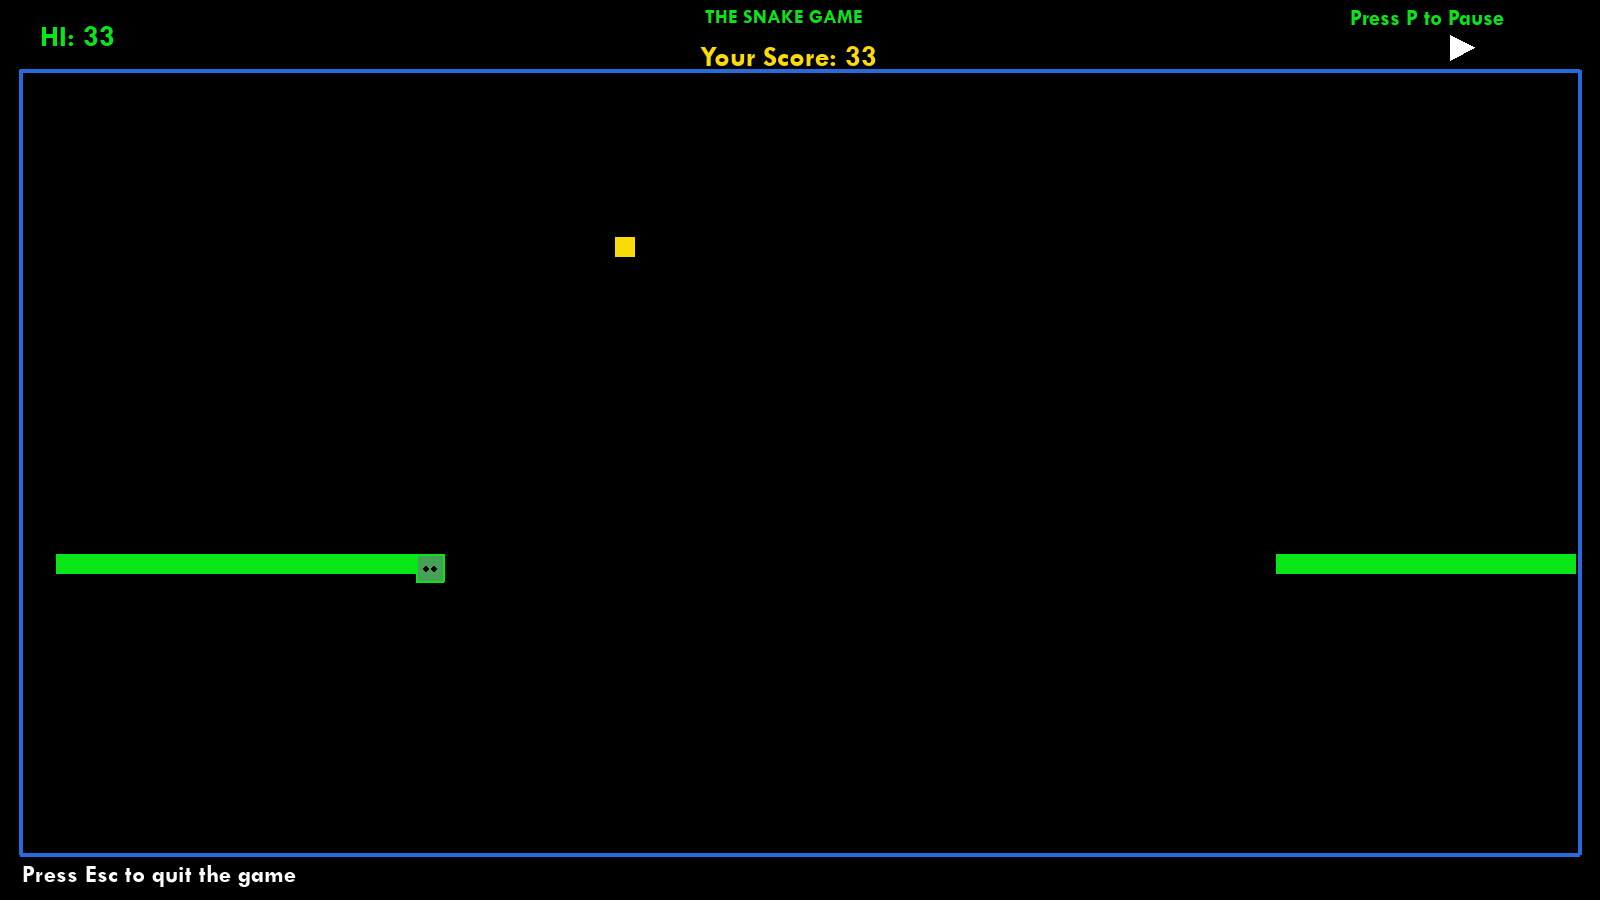 THE SNAKE GAME
HI: 33
Your Score: 33
Press P to Pause
Press Esc to quit the game